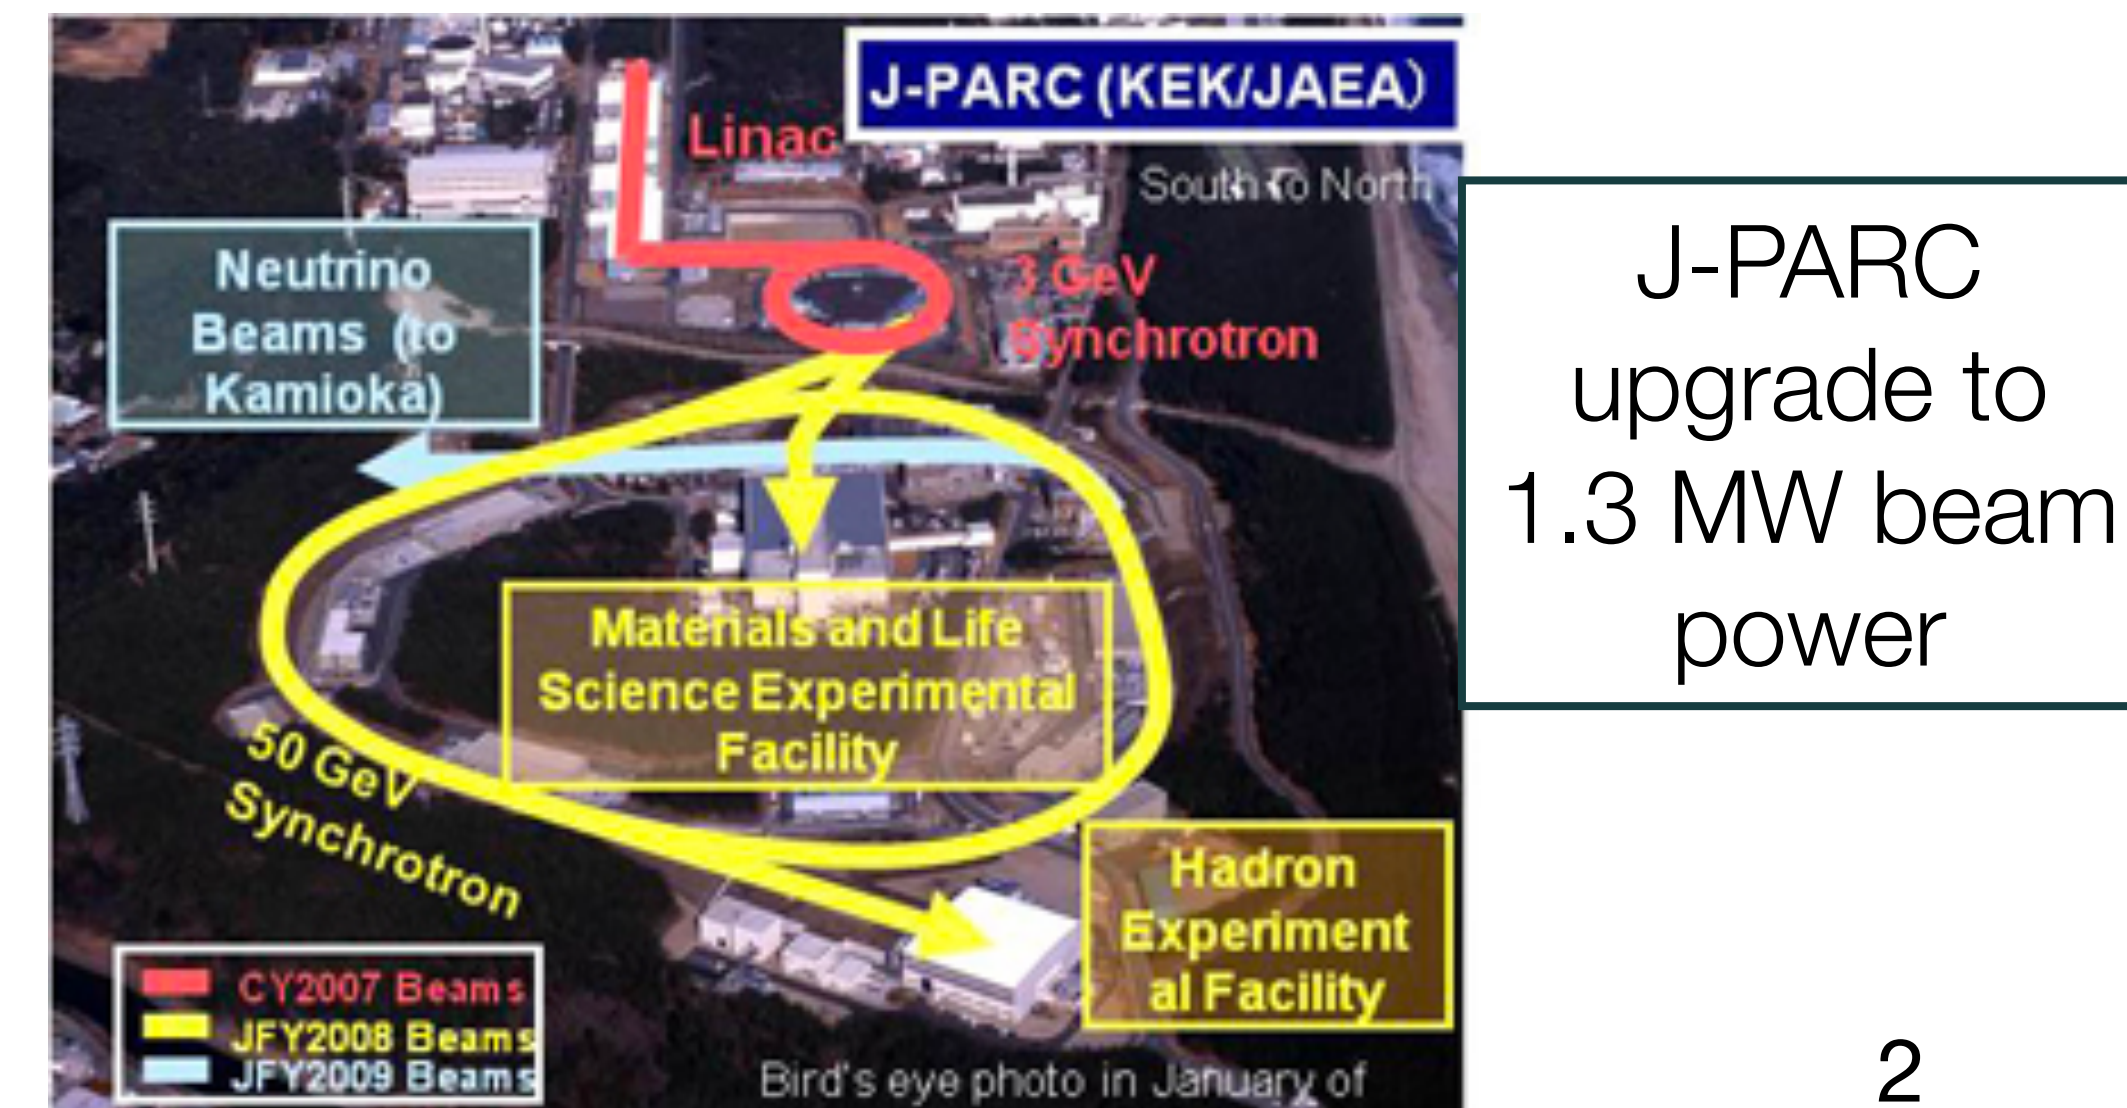 J-PARC (KEK/JAEA)
Linac
South to North
Neutrino
Beams (to
Kamioka)
3 GeV
Synchrotron
J-PARC
upgrade to
1.3 MW beam
power
Materials and Life
Science Experimental
Facility
50 GeV
Synchrotron
Hadron
Experiment
al Facility
CY2007 Beams
JFY2008 Beams
JFY2009 Beams
Bird's eye photo in January of
2